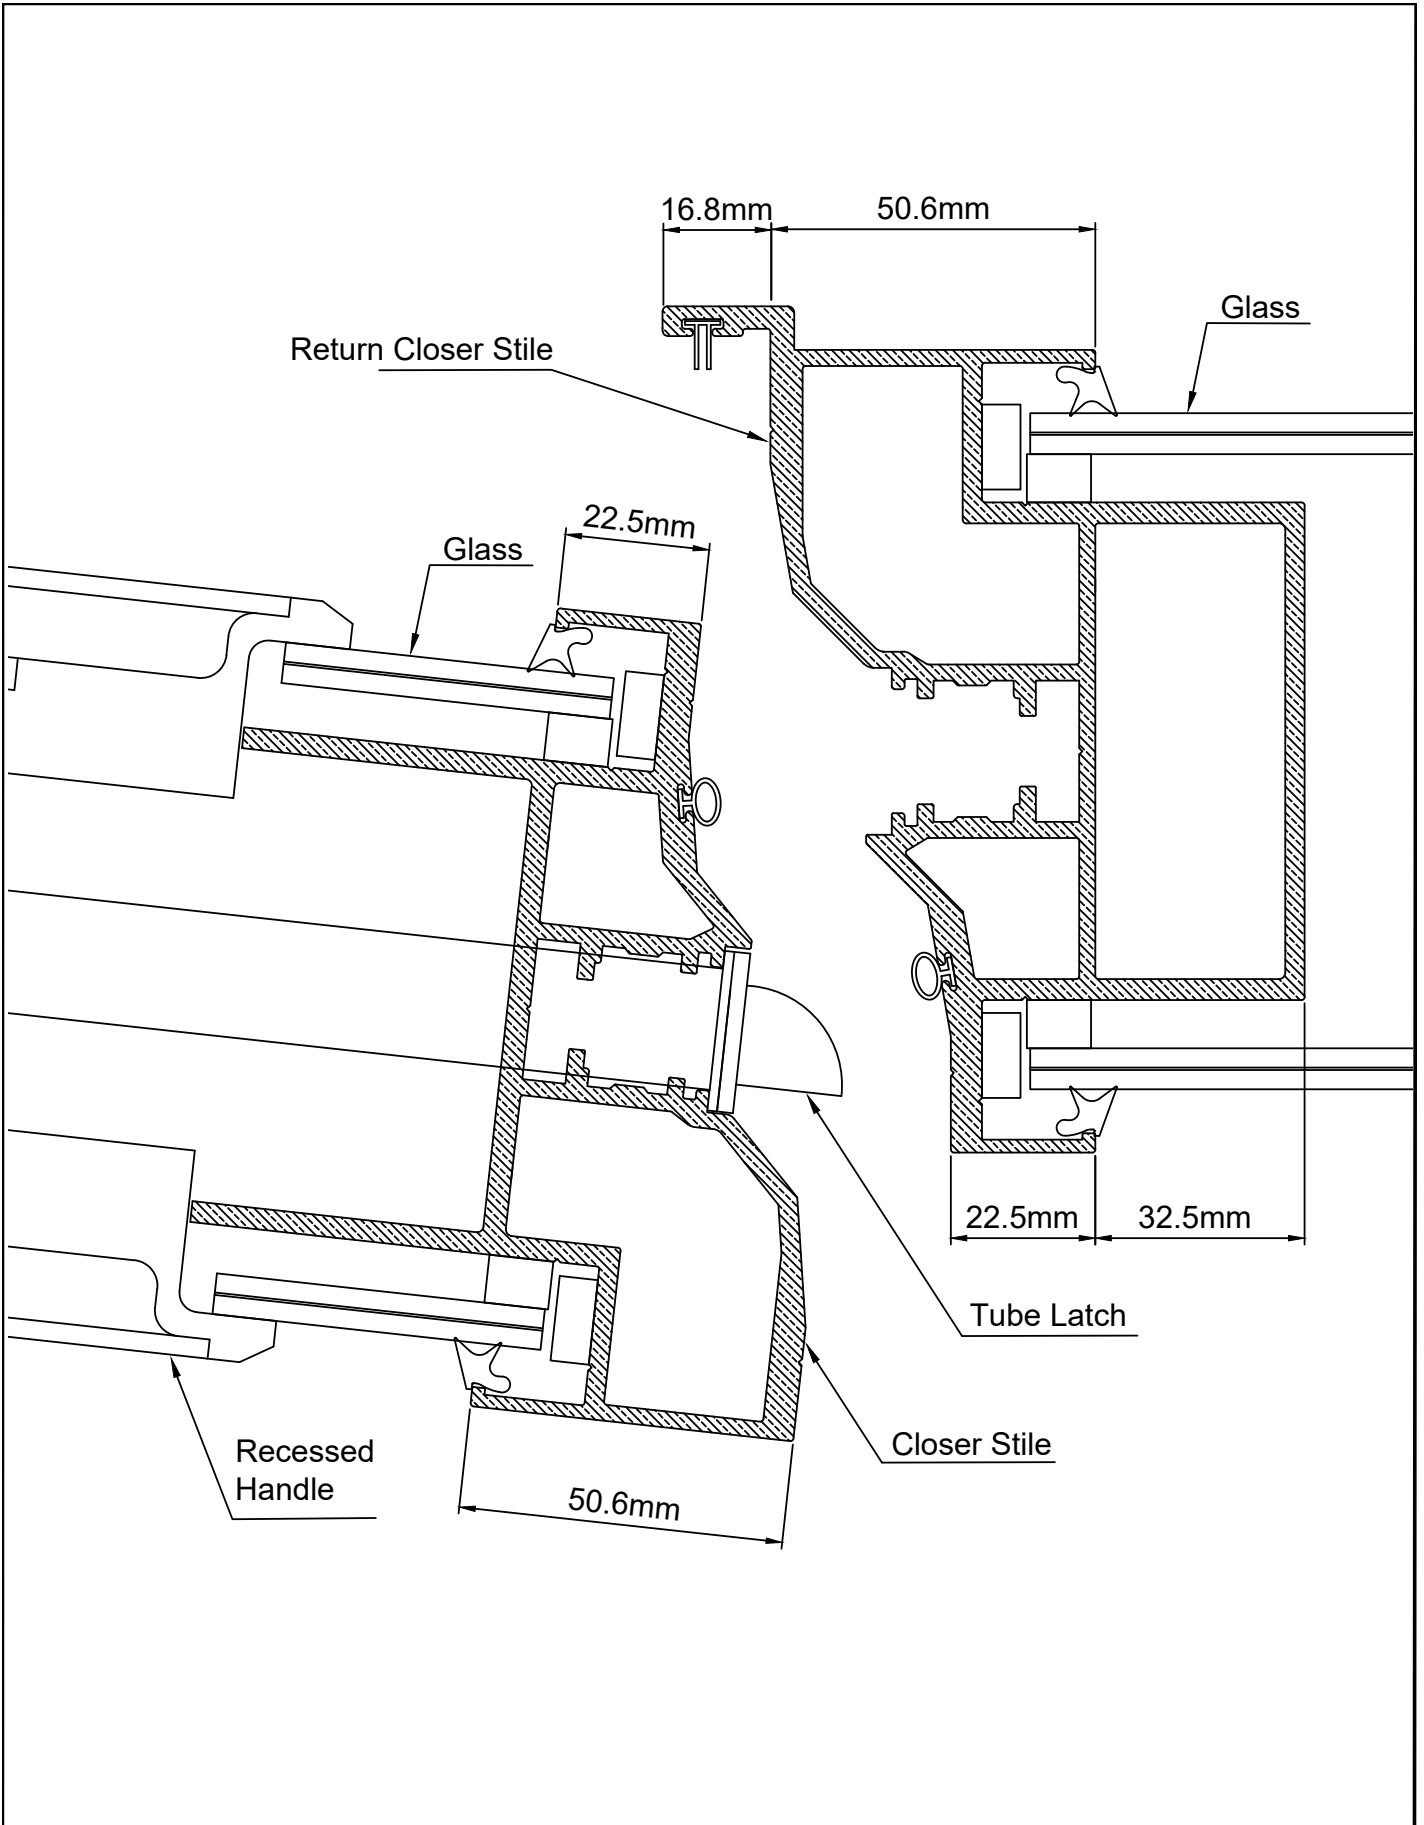 16.8mm
50.6mm
Glass
Return Closer Stile
22.5mm
Glass
22.5mm
32.5mm
Tube Latch
Closer Stile
Recessed
Handle
50.6mm